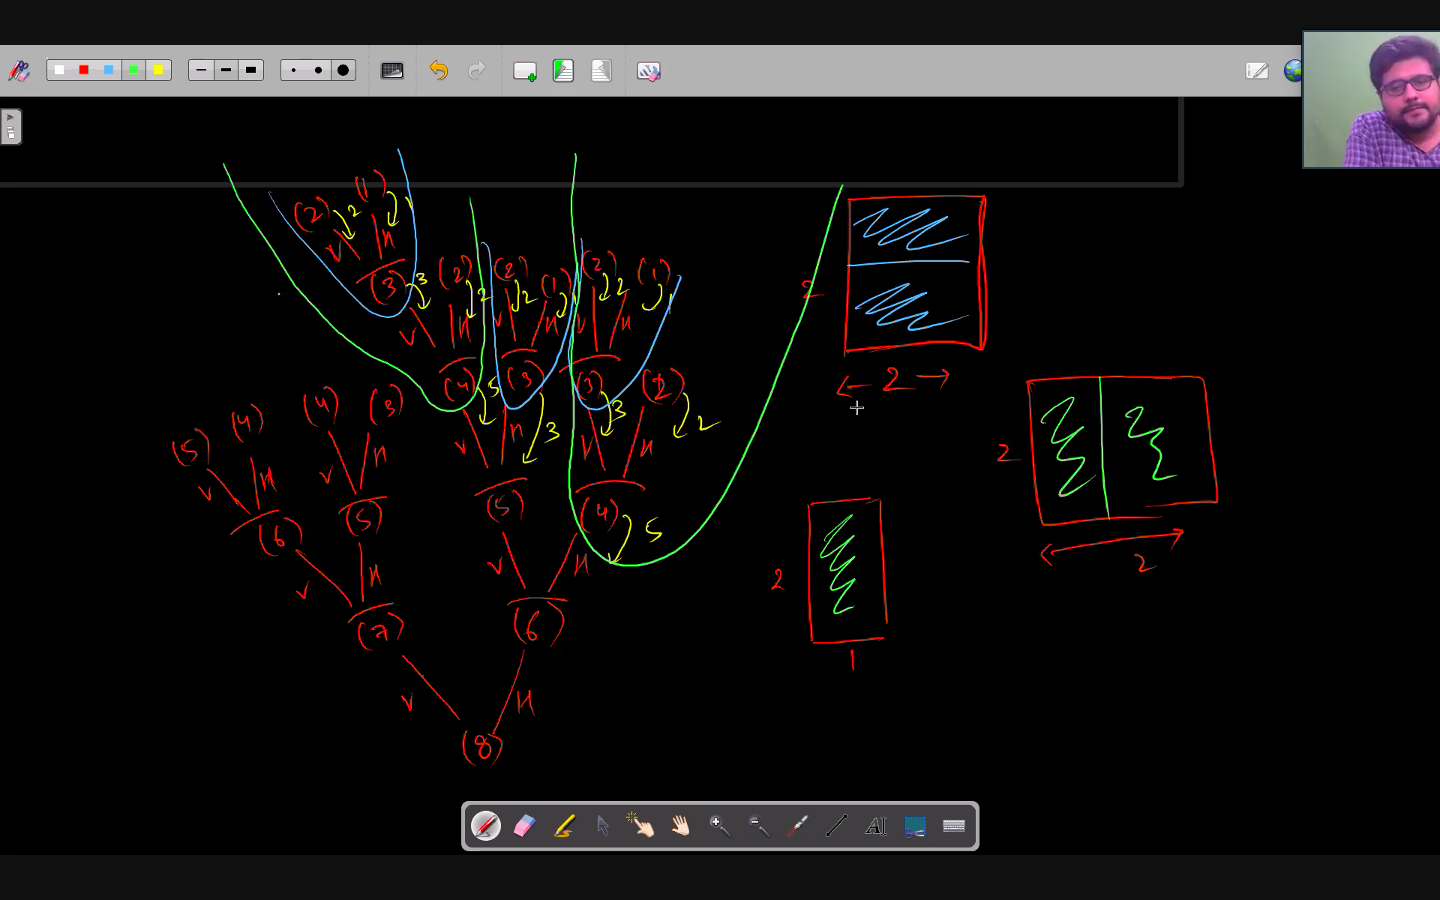 (1)
(2) 2
V H
(3) 3 (2) (2) (1) (2) (1)
2 2 2
V H V H V H
2
(4) 5 (3) (3) (2)
← 2 →
(5) (4) (4) (3) V H 3 V 3 H 2
V H V H
2
(6) (5) (5) (4) 5
V H V H
2
2
(7) (6)
1
V H
(8)
AI